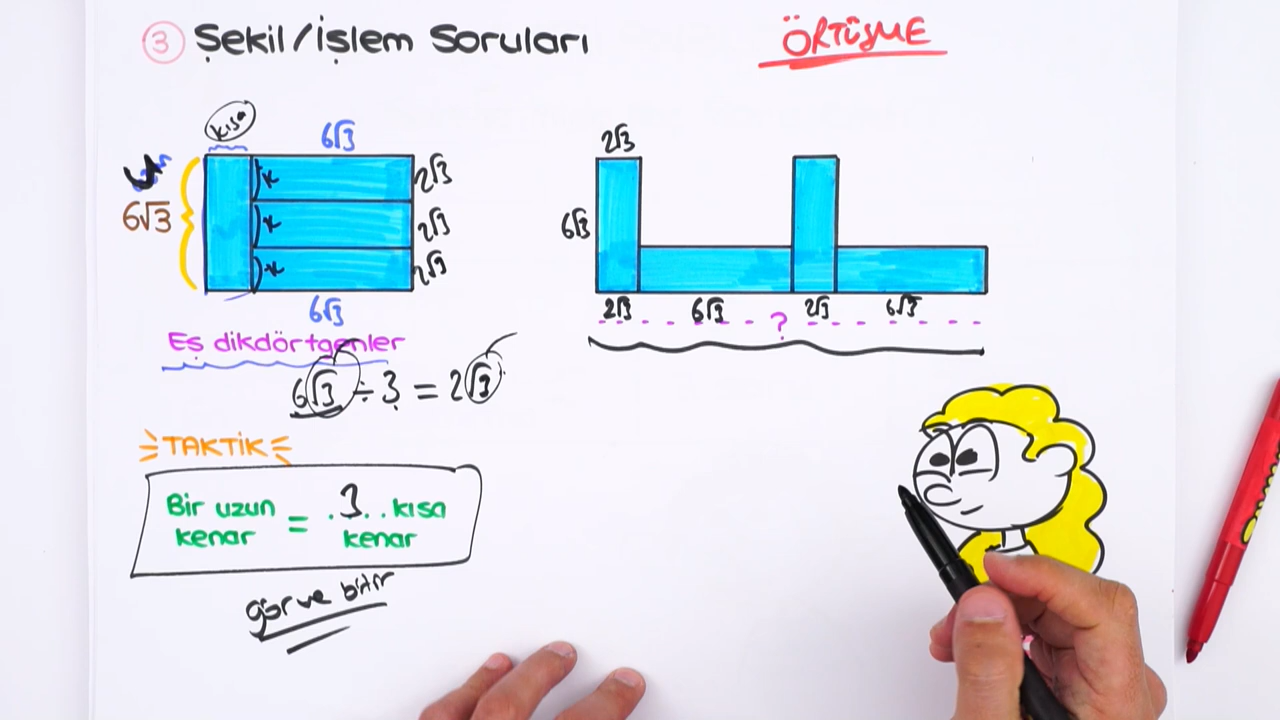 3 Şekil/İşlem Soruları
ÖRTÜŞME
kısa
6√3
6√3
k
k
k
2√3
2√3
2√3
6√3
Eş dikdörtgenler
6√3 ÷ 3 = 2√3
TAKTİK
Bir uzun kenar = .3.. kısa kenar
gör ve bitir
2√3
6√3
2√3 6√3 2√3 6√3
?